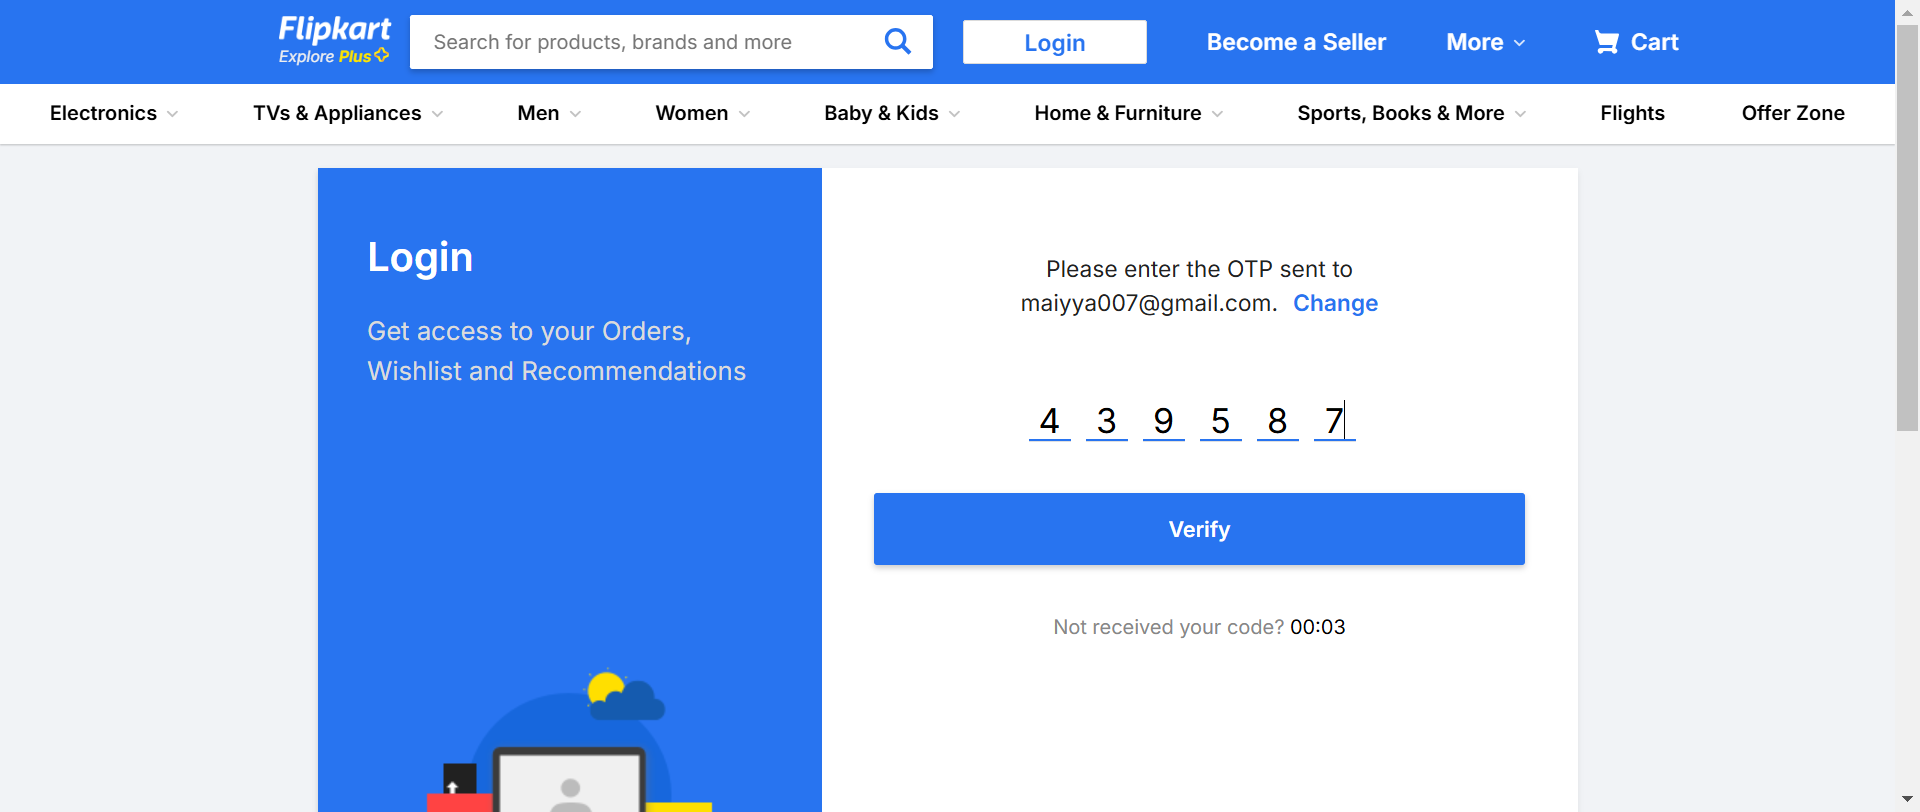 Flipkart
Explore Plus
Search for products, brands and more
Login
Become a Seller
More
Cart
Electronics
TVs & Appliances
Men
Women
Baby & Kids
Home & Furniture
Sports, Books & More
Flights
Offer Zone
Login
Get access to your Orders,
Wishlist and Recommendations
Please enter the OTP sent to
maiyya007@gmail.com. Change
4 3 9 5 8 7
Verify
Not received your code? 00:03